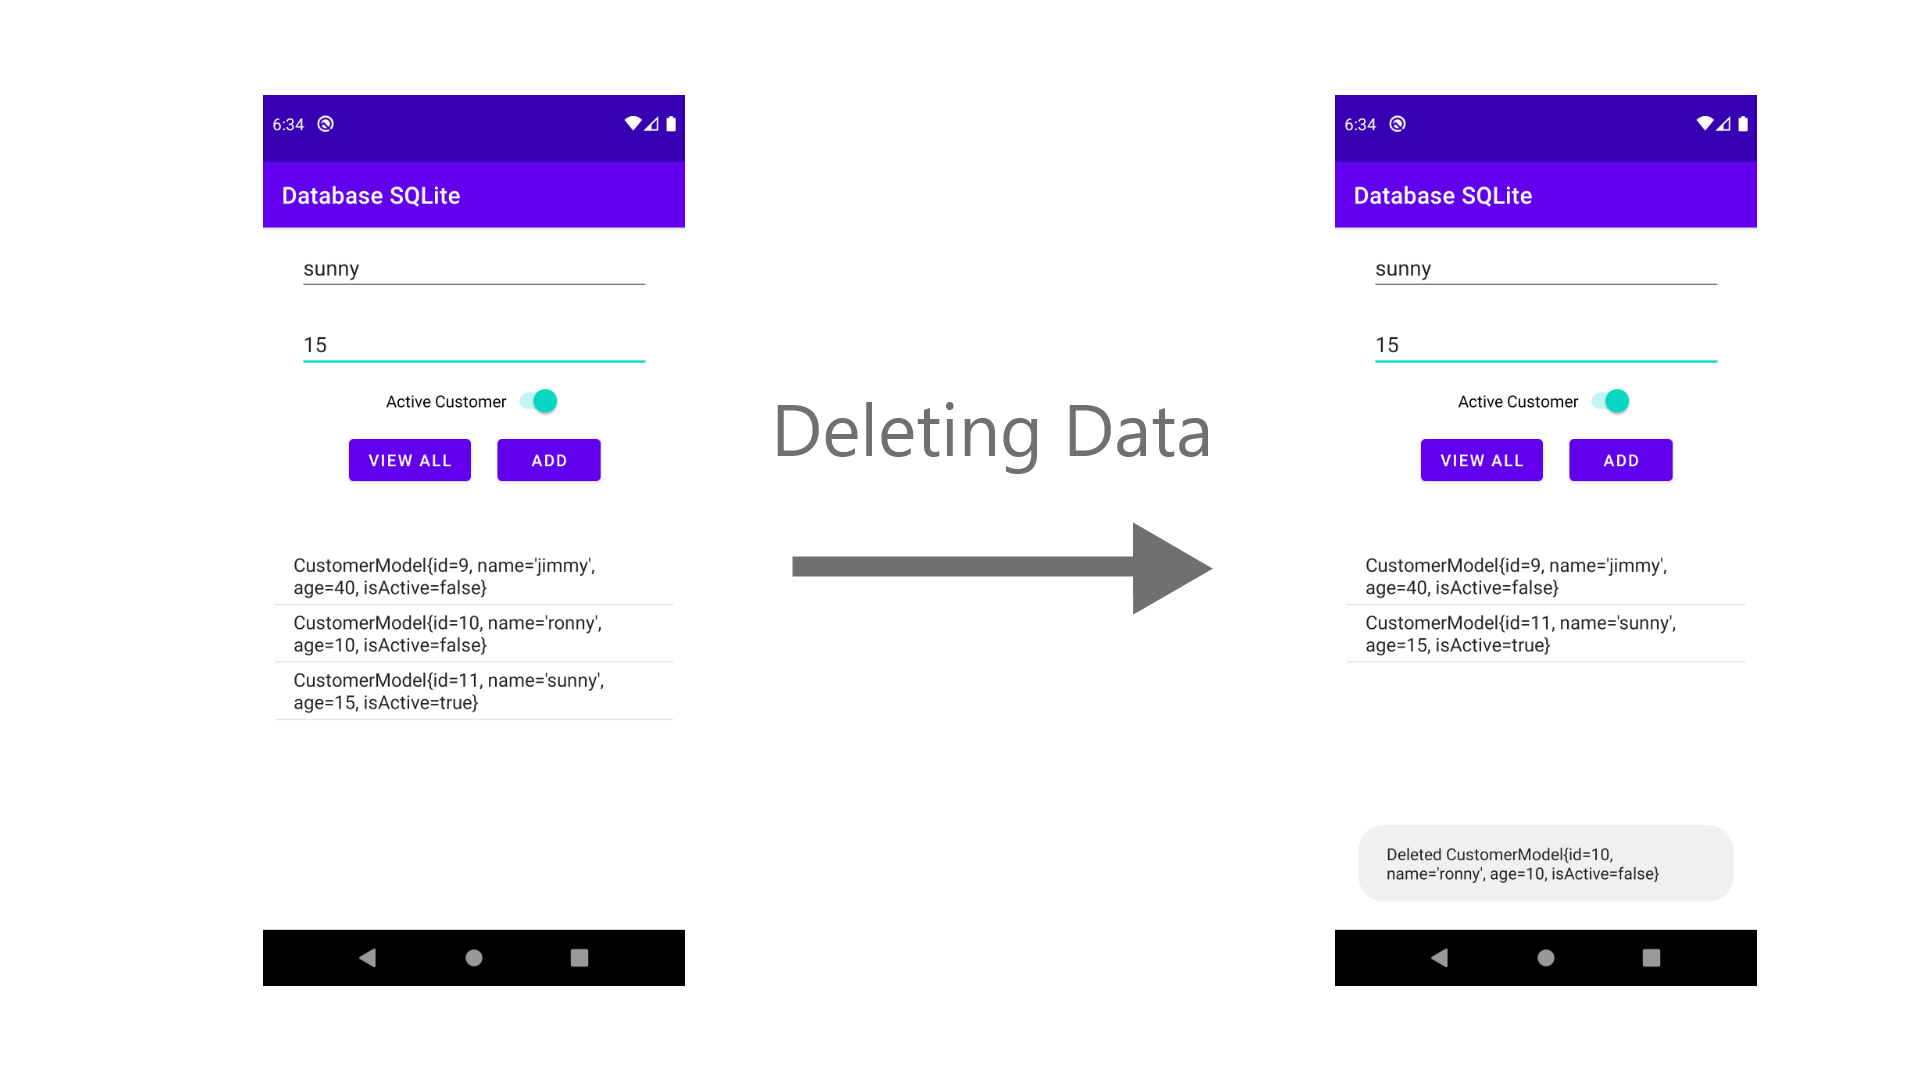 6:34
Database SQLite
sunny
15
Active Customer
VIEW ALL
ADD
CustomerModel{id=9, name='jimmy',
age=40, isActive=false}
CustomerModel{id=10, name='ronny',
age=10, isActive=false}
CustomerModel{id=11, name='sunny',
age=15, isActive=true}
Deleting Data
6:34
Database SQLite
sunny
15
Active Customer
VIEW ALL
ADD
CustomerModel{id=9, name='jimmy',
age=40, isActive=false}
CustomerModel{id=11, name='sunny',
age=15, isActive=true}
Deleted CustomerModel{id=10,
name='ronny', age=10, isActive=false}